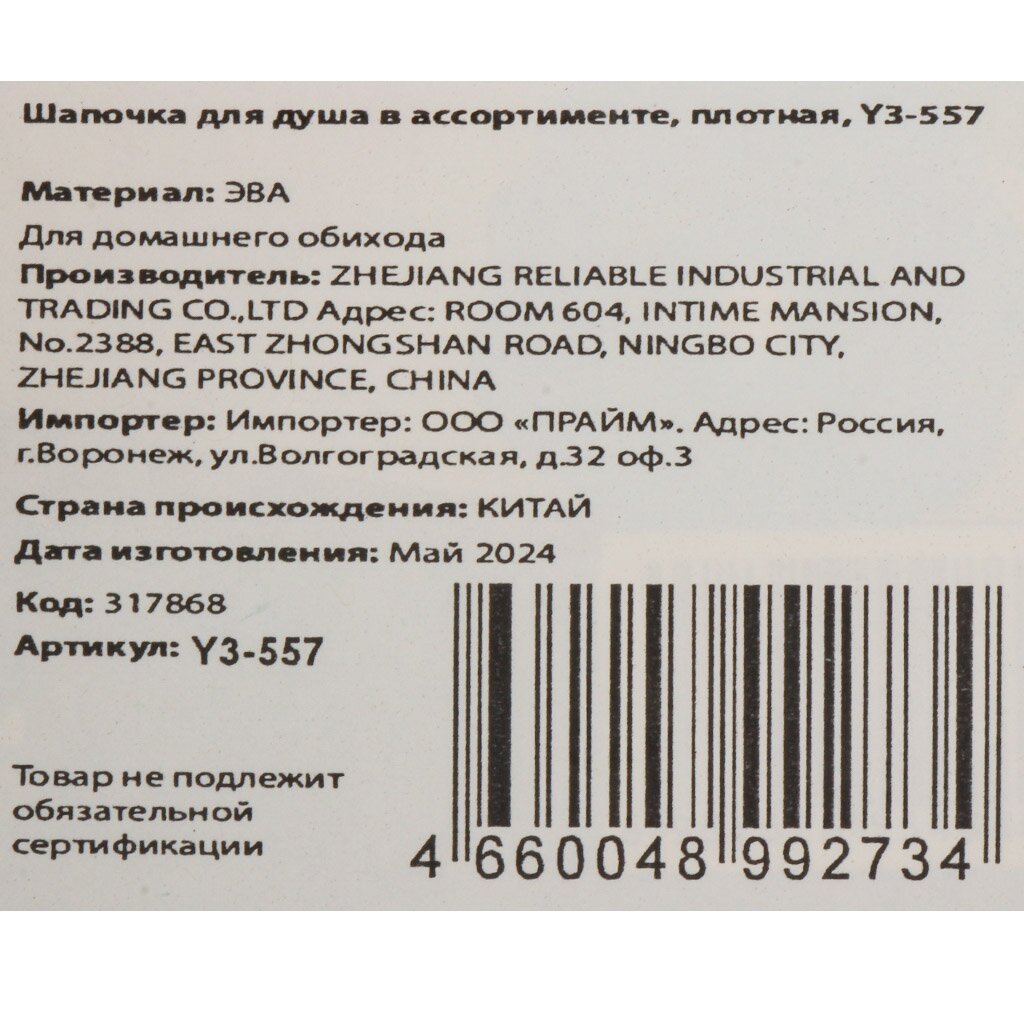 Шапочка для душа в ассортименте, плотная, Y3-557
Материал: ЭВА
Для домашнего обихода
Производитель: ZHEJIANG RELIABLE INDUSTRIAL AND
TRADING CO.,LTD Адрес: ROOM 604, INTIME MANSION,
No.2388, EAST ZHONGSHAN ROAD, NINGBO CITY,
ZHEJIANG PROVINCE, CHINA
Импортер: Импортер: ООО «ПРАЙМ». Адрес: Россия,
г.Воронеж, ул.Волгоградская, д.32 оф.3
Страна происхождения: КИТАЙ
Дата изготовления: Май 2024
Код: 317868
Артикул: Y3-557
Товар не подлежит
обязательной
сертификации
4 660048 992734